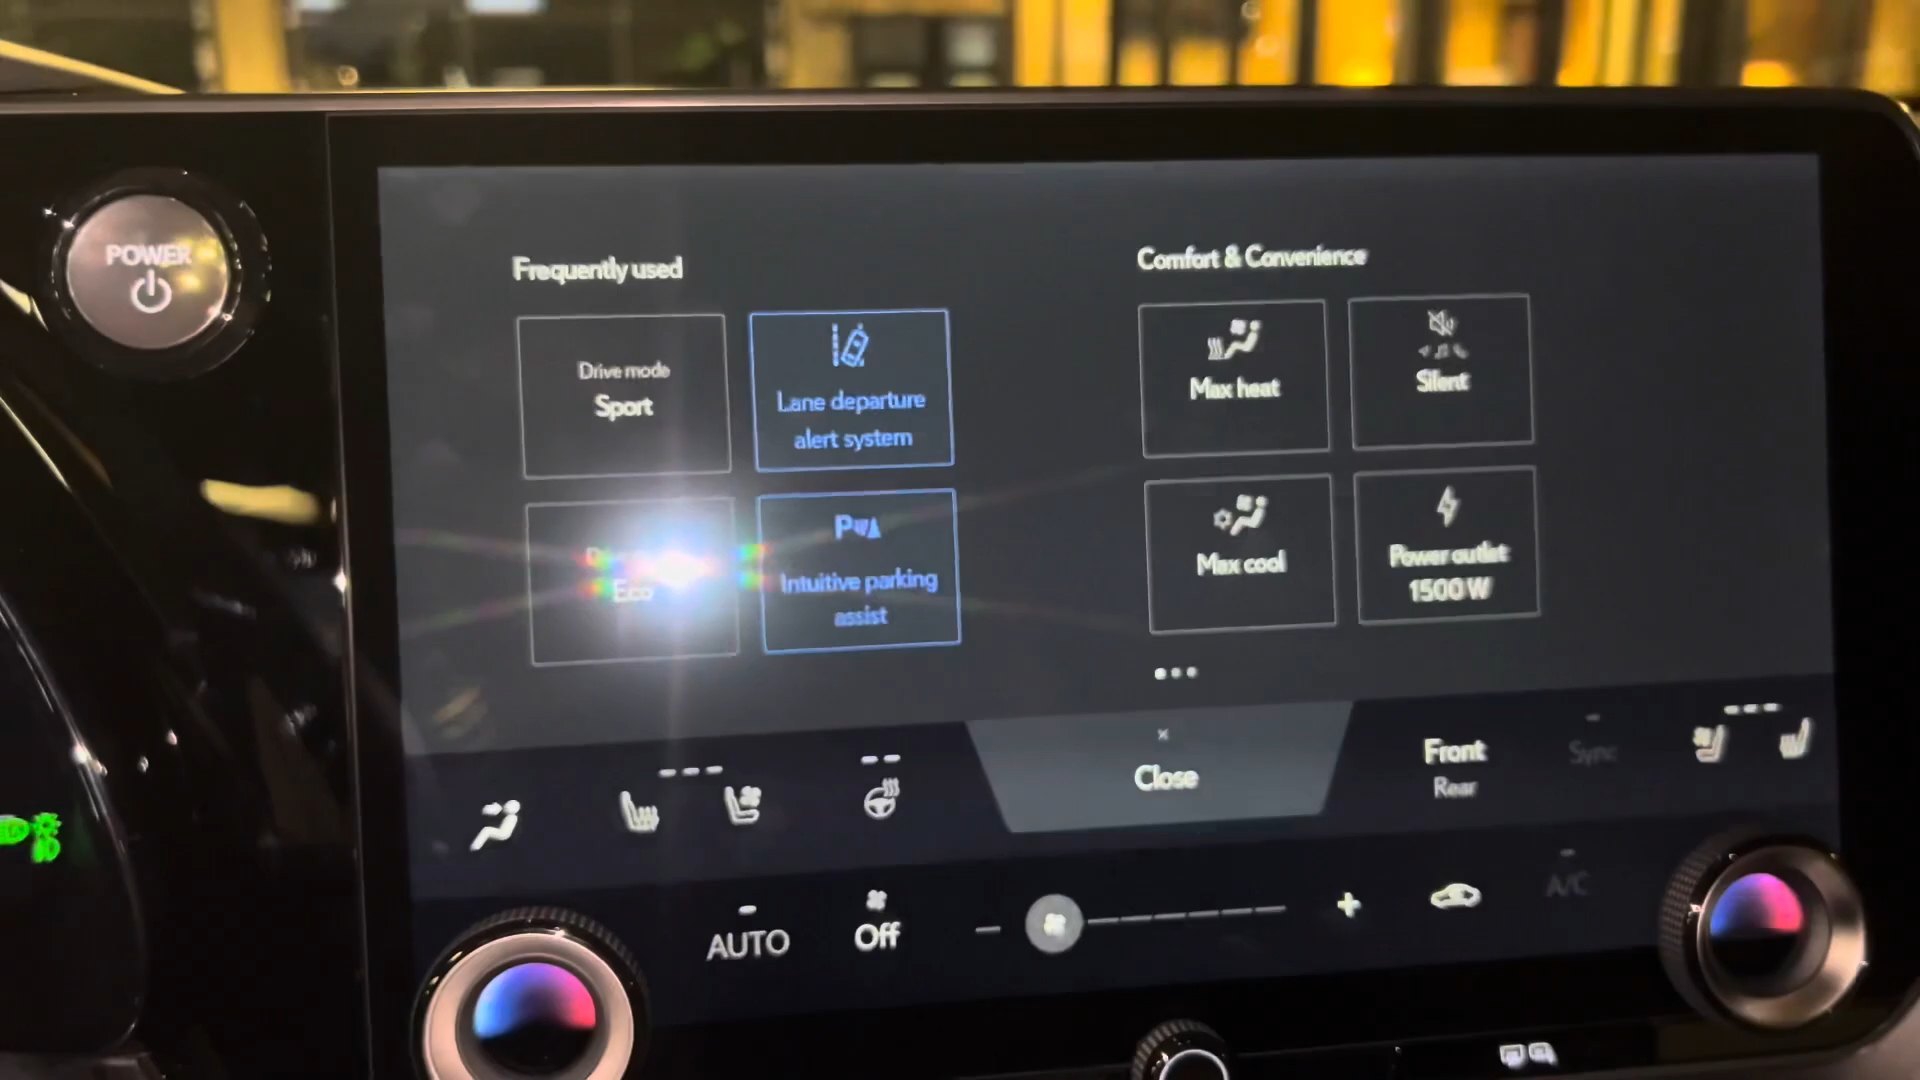 POWER
Frequently used
Comfort & Convenience
Drive mode
Sport
Lane departure
alert system
Max heat
Silent
Eco
P
Intuitive parking
assist
Max cool
Power outlet
1500 W
Close
Front
Rear
Sync
AUTO
Off
A/C